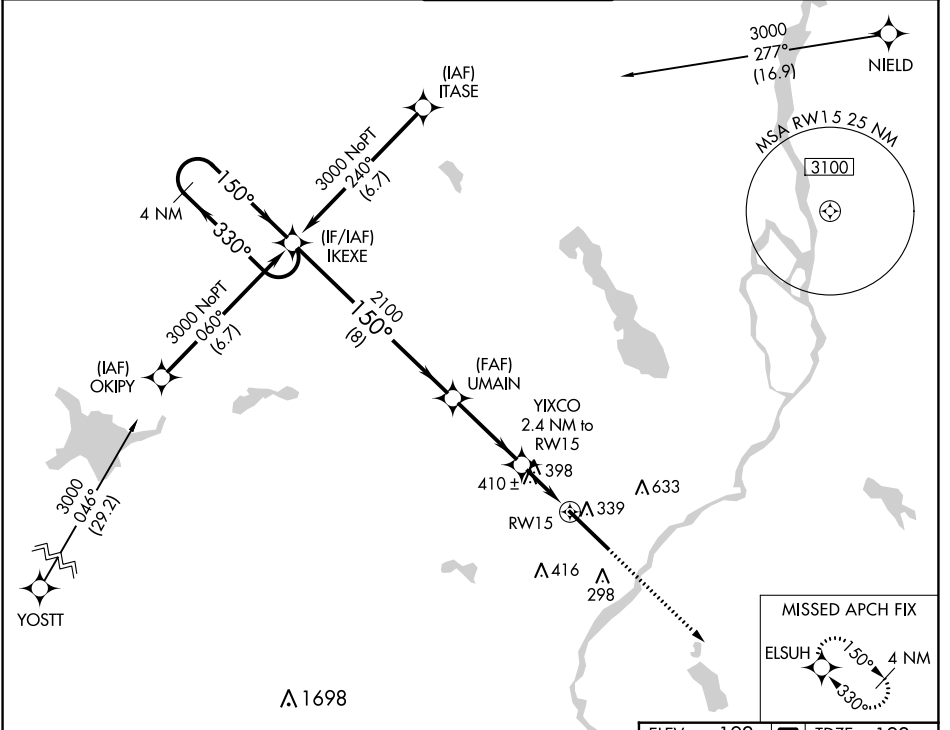 3000
277°
(16.9)
NIELD
(IAF)
ITASE
MSA RW15 25 NM
3100
3000 NoPT
240°
(6.7)
150°
4 NM
330°
(IF/IAF)
IKEXE
3000 NoPT
060°
(6.7)
2100
150°
(8)
(IAF)
OKIPY
(FAF)
UMAIN
YIXCO
2.4 NM to
RW15
398
410 ±
633
339
RW15
3000
046°
(29.2)
416
298
YOSTT
MISSED APCH FIX
ELSUH
150°
4 NM
330°
1698